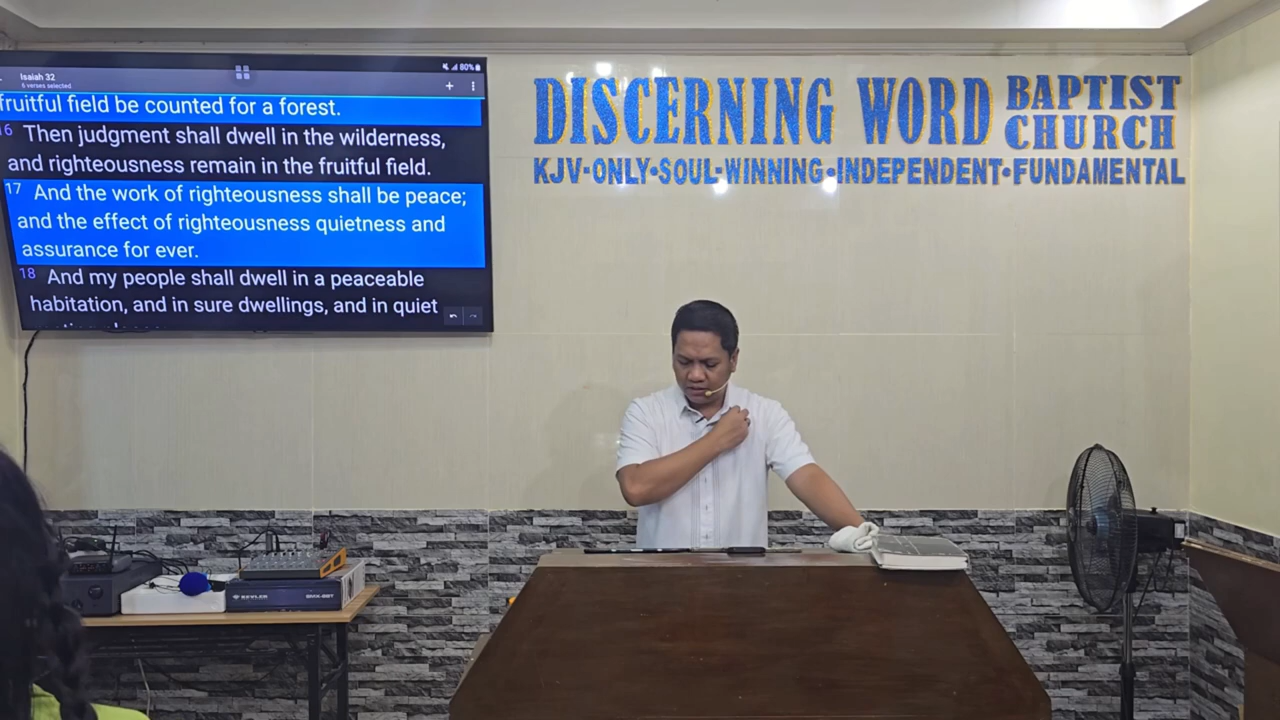 Isaiah 32
6 verses selected
80%
fruitful field be counted for a forest.
16 Then judgment shall dwell in the wilderness,
and righteousness remain in the fruitful field.
17 And the work of righteousness shall be peace;
and the effect of righteousness quietness and
assurance for ever.
18 And my people shall dwell in a peaceable
habitation, and in sure dwellings, and in quiet
DISCERNING WORD BAPTIST
CHURCH
KJV-ONLY•SOUL-WINNING•INDEPENDENT•FUNDAMENTAL